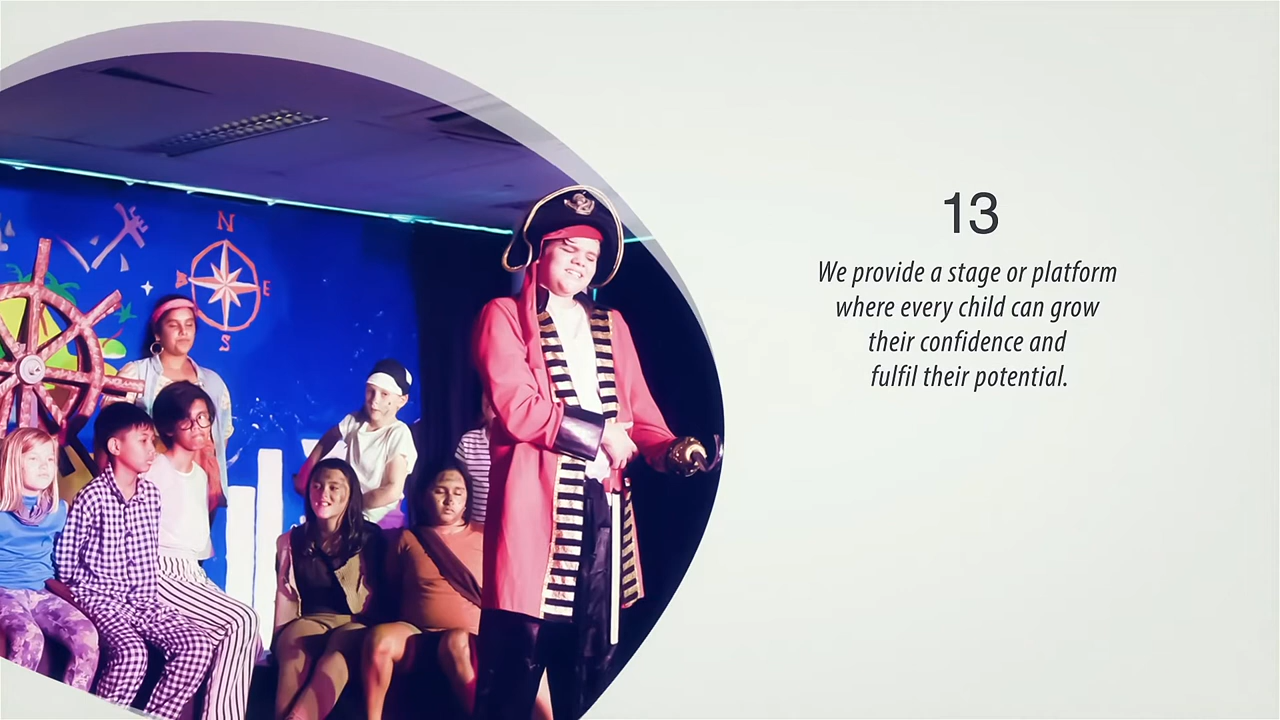 N
E
S
13
We provide a stage or platform
where every child can grow
their confidence and
fulfil their potential.